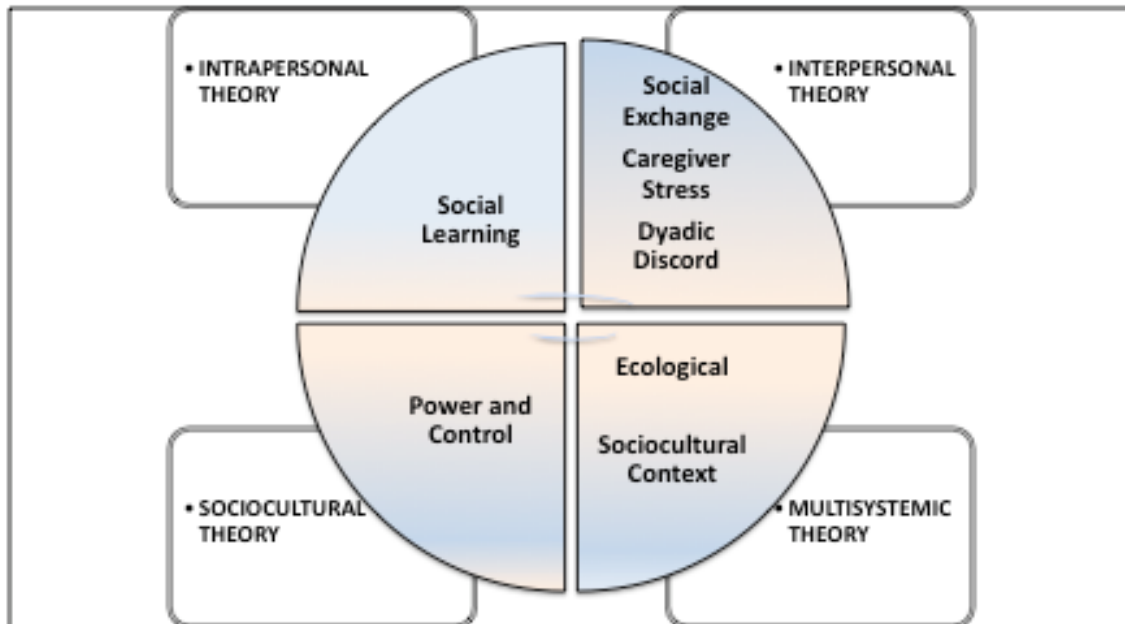 • INTRAPERSONAL
THEORY
Social
Learning
Social
Exchange
Caregiver
Stress
Dyadic
Discord
• INTERPERSONAL
THEORY
• SOCIOCULTURAL
THEORY
Power and
Control
Ecological
Sociocultural
Context
• MULTISYSTEMIC
THEORY